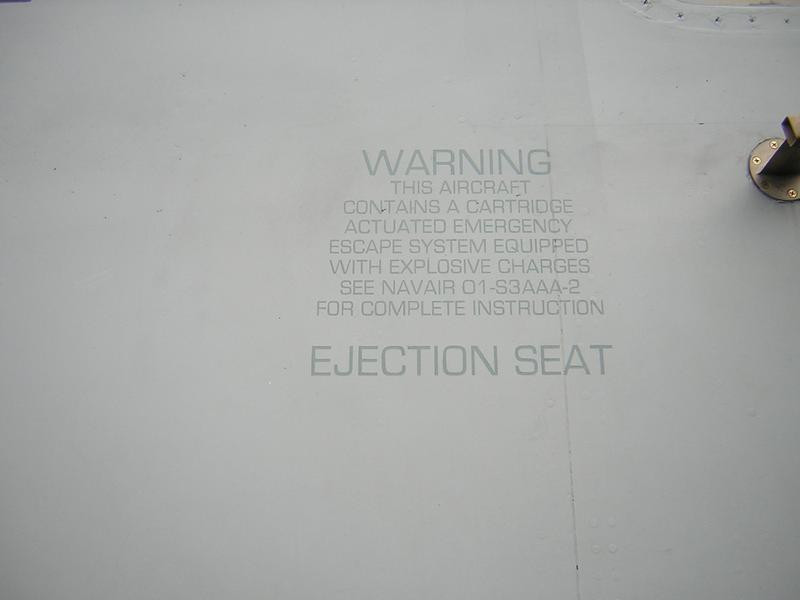 WARNING
THIS AIRCRAFT
CONTAINS A CARTRIDGE
ACTUATED EMERGENCY
ESCAPE SYSTEM EQUIPPED
WITH EXPLOSIVE CHARGES
SEE NAVAIR 01-S3AAA-2
FOR COMPLETE INSTRUCTION
EJECTION SEAT